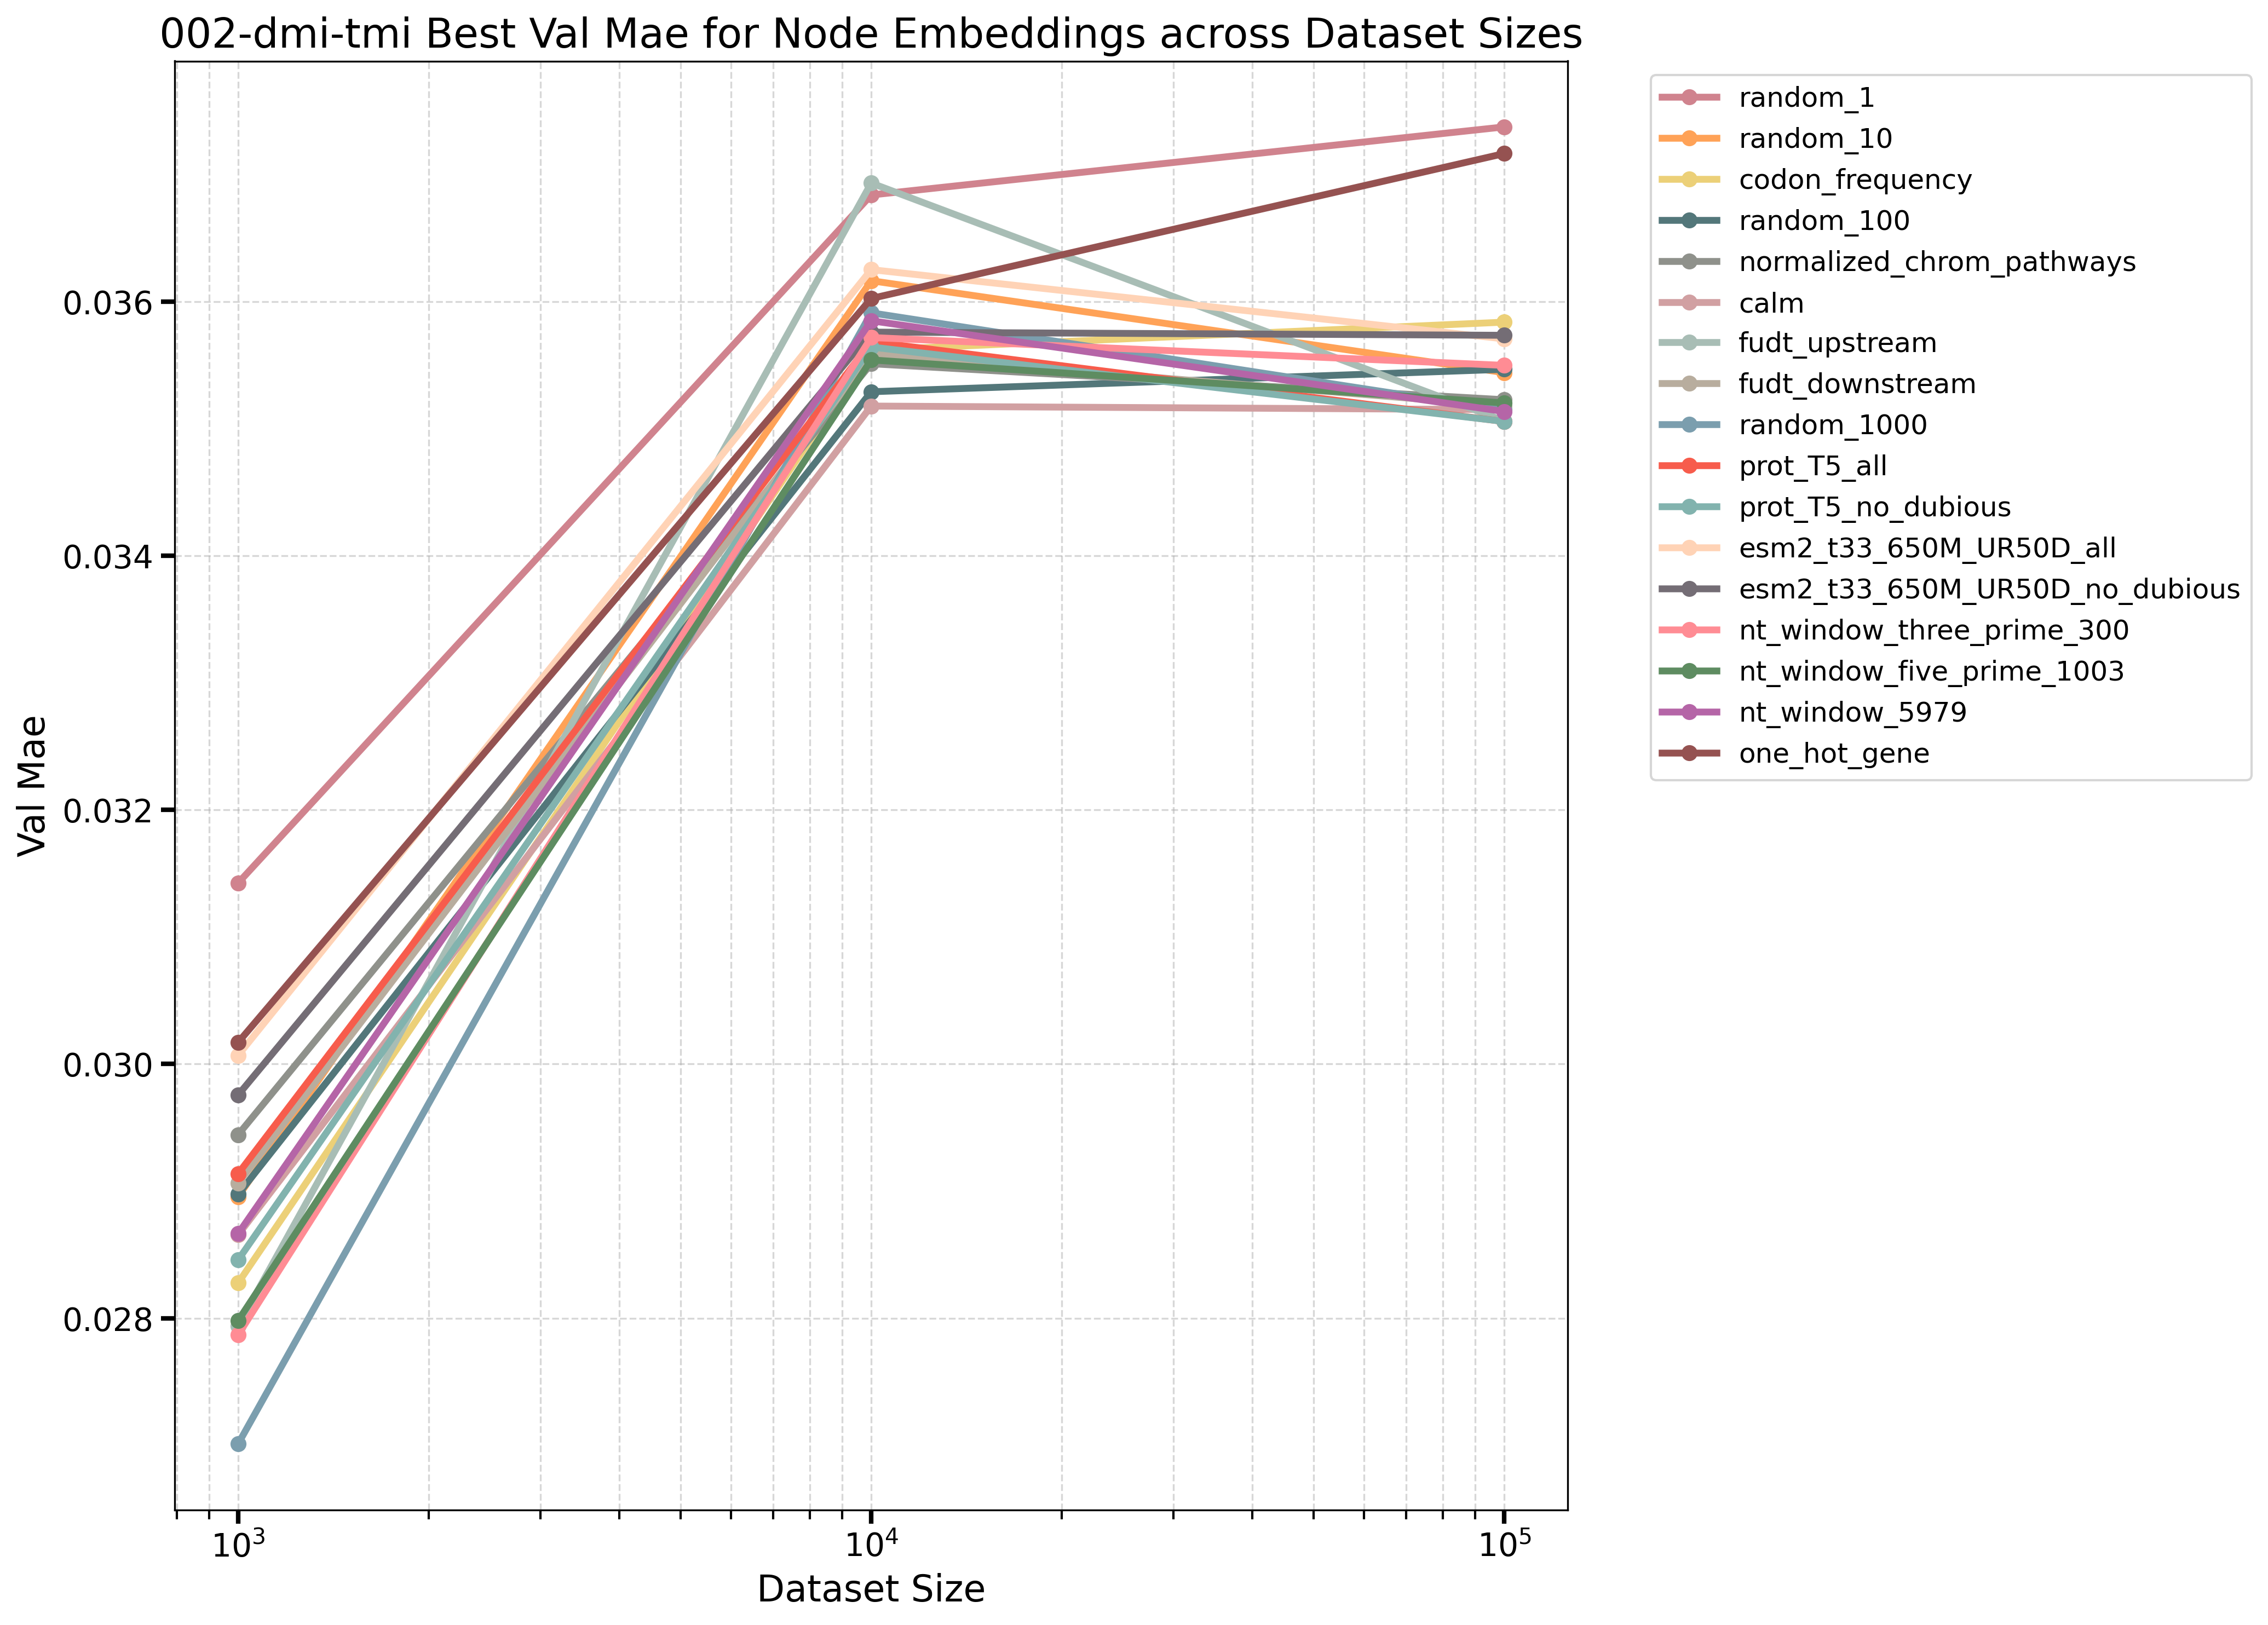 002-dmi-tmi Best Val Mae for Node Embeddings across Dataset Sizes
Val Mae
0.036
0.034
0.032
0.030
0.028
10³
10⁴
10⁵
Dataset Size
random_1
random_10
codon_frequency
random_100
normalized_chrom_pathways
calm
fudt_upstream
fudt_downstream
random_1000
prot_T5_all
prot_T5_no_dubious
esm2_t33_650M_UR50D_all
esm2_t33_650M_UR50D_no_dubious
nt_window_three_prime_300
nt_window_five_prime_1003
nt_window_5979
one_hot_gene